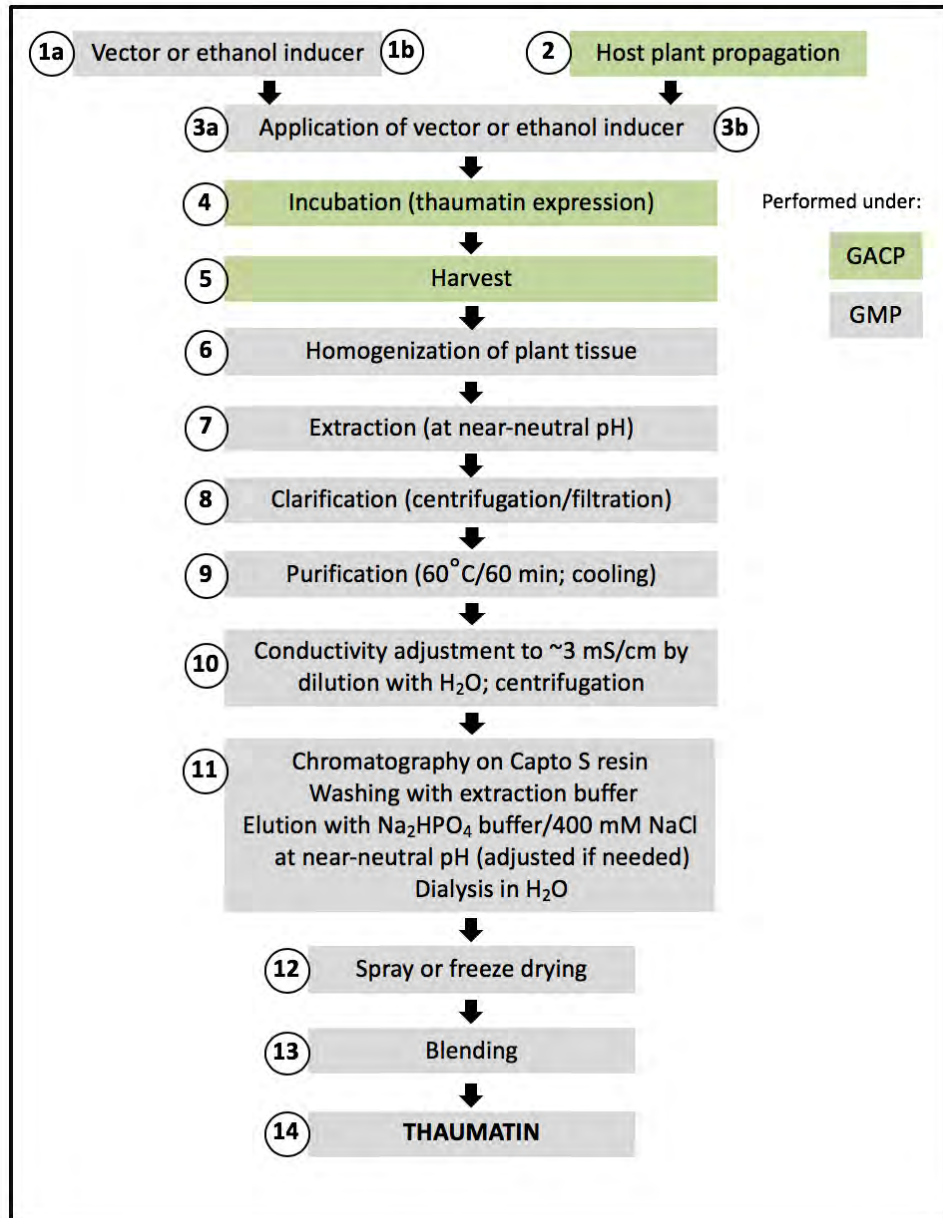 1a Vector or ethanol inducer 1b
2 Host plant propagation
3a Application of vector or ethanol inducer 3b
4 Incubation (thaumatin expression)
Performed under:
GACP
GMP
5 Harvest
6 Homogenization of plant tissue
7 Extraction (at near-neutral pH)
8 Clarification (centrifugation/filtration)
9 Purification (60°C/60 min; cooling)
10 Conductivity adjustment to ~3 mS/cm by
dilution with H₂O; centrifugation
11 Chromatography on Capto S resin
Washing with extraction buffer
Elution with Na₂HPO₄ buffer/400 mM NaCl
at near-neutral pH (adjusted if needed)
Dialysis in H₂O
12 Spray or freeze drying
13 Blending
14 THAUMATIN